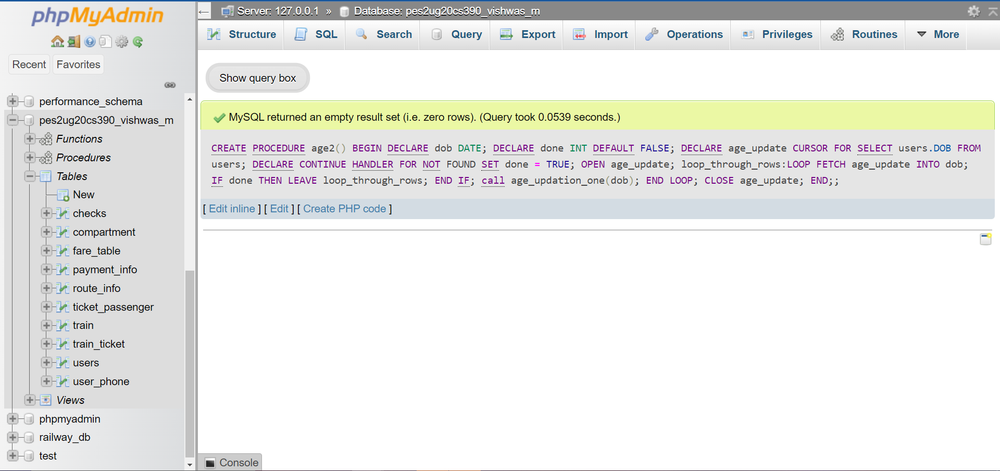 phpMyAdmin
Recent Favorites
performance_schema
pes2ug20cs390_vishwas_m
Functions
Procedures
Tables
New
checks
compartment
fare_table
payment_info
route_info
ticket_passenger
train
train_ticket
users
user_phone
Views
phpmyadmin
railway_db
test
Server: 127.0.0.1 » Database: pes2ug20cs390_vishwas_m
Structure SQL Search Query Export Import Operations Privileges Routines More
Show query box
MySQL returned an empty result set (i.e. zero rows). (Query took 0.0539 seconds.)
CREATE PROCEDURE age2() BEGIN DECLARE dob DATE; DECLARE done INT DEFAULT FALSE; DECLARE age_update CURSOR FOR SELECT users.DOB FROM
users; DECLARE CONTINUE HANDLER FOR NOT FOUND SET done = TRUE; OPEN age_update; loop_through_rows:LOOP FETCH age_update INTO dob;
IF done THEN LEAVE loop_through_rows; END IF; call age_updation_one(dob); END LOOP; CLOSE age_update; END;;
[ Edit inline ] [ Edit ] [ Create PHP code ]
Console